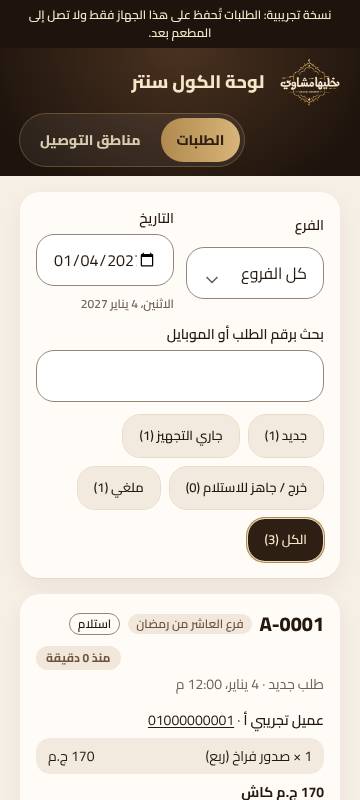 نسخة تجريبية: الطلبات تُحفظ على هذا الجهاز فقط ولا تصل إلى
المطعم بعد.
خليها مشاوي
لوحة الكول سنتر
الطلبات
مناطق التوصيل
الفرع
التاريخ
كل الفروع
01/04/202
الاثنين، 4 يناير 2027
بحث برقم الطلب أو الموبايل
جديد (1)
جاري التجهيز (1)
خرج / جاهز للاستلام (0)
ملغي (1)
الكل (3)
A-0001
فرع العاشر من رمضان
استلام
منذ 0 دقيقة
طلب جديد · 4 يناير، 12:00 م
عميل تجريبي أ · 01000000001
1 × صدور فراخ (ربع)
170 ج.م
170 ج.م كاش